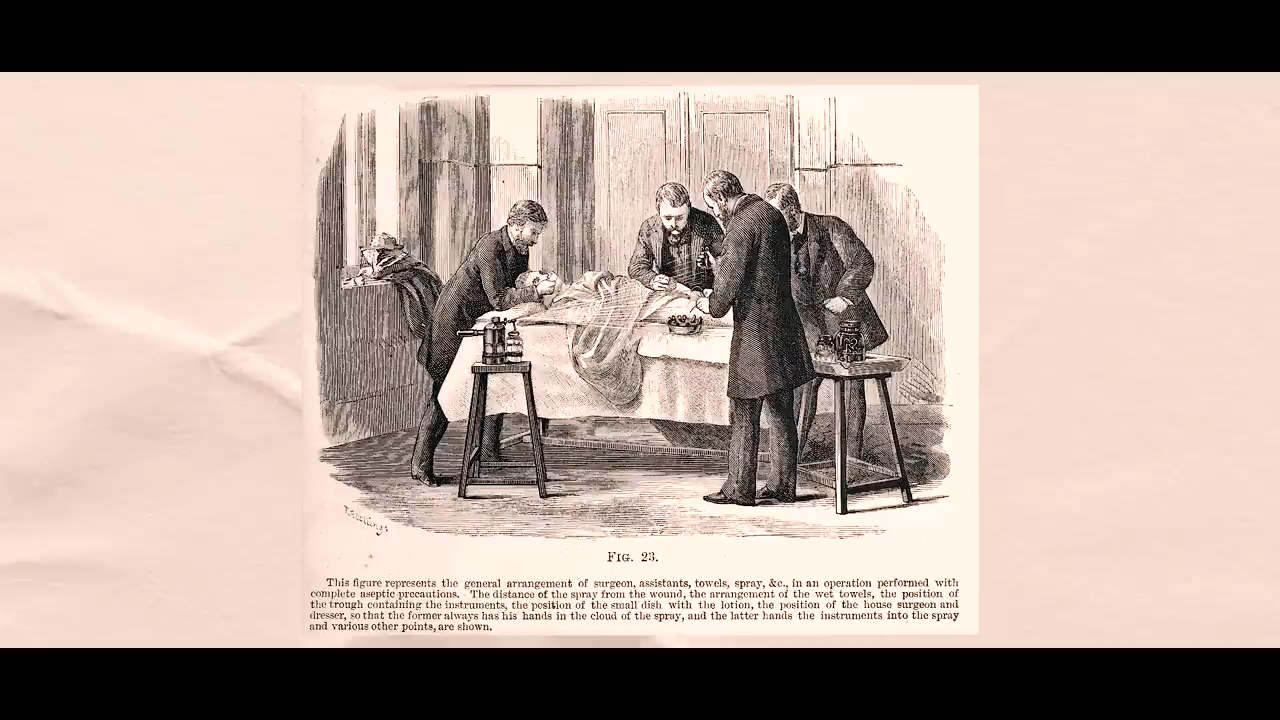 FIG. 23.
This figure represents the general arrangement of surgeon, assistants, towels, spray, &c., in an operation performed with
complete aseptic precautions. The distance of the spray from the wound, the arrangement of the wet towels, the position of
the trough containing the instruments, the position of the small dish with the lotion, the position of the house surgeon and
dresser, so that the former always has his hands in the cloud of the spray, and the latter hands the instruments into the spray
and various other points, are shown.